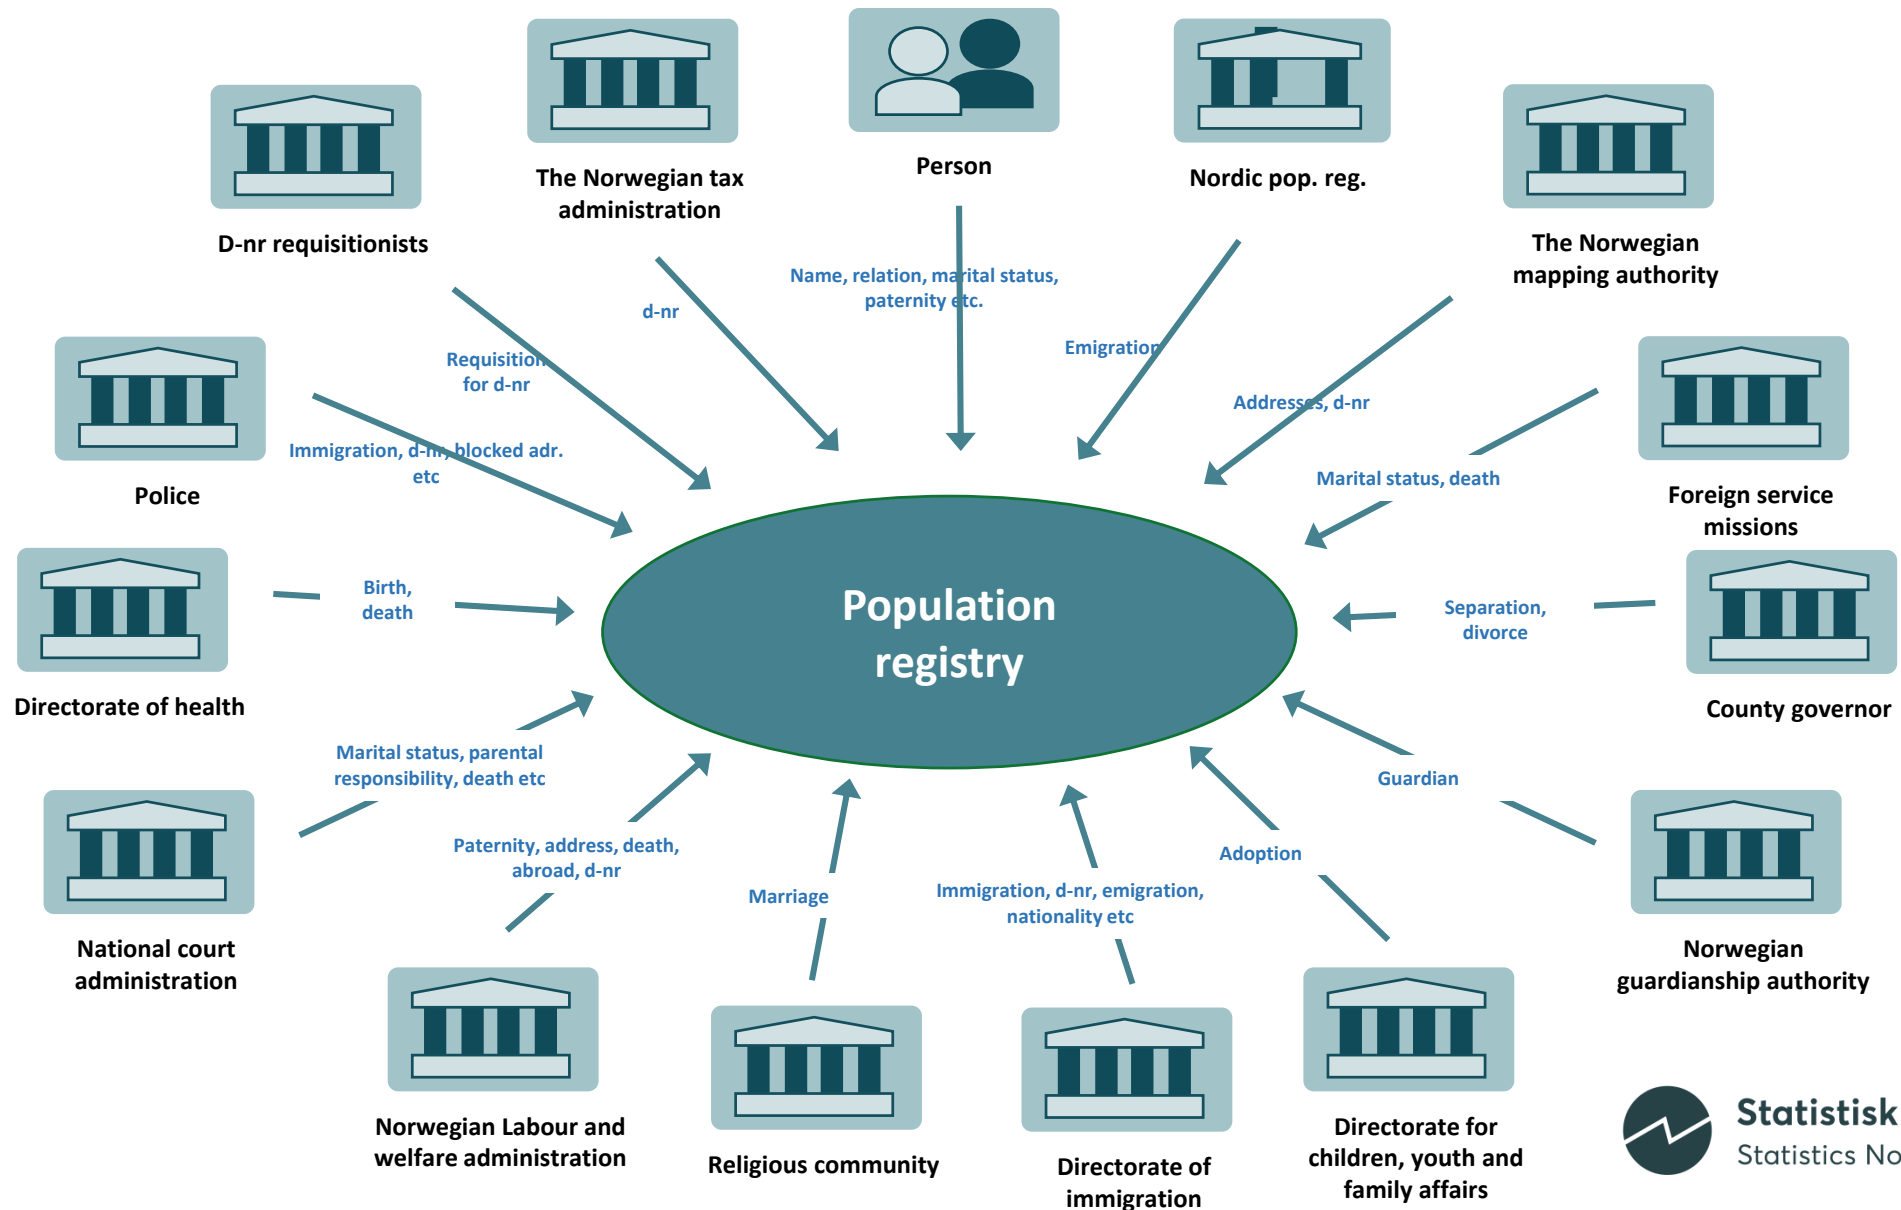 Person
The Norwegian tax
administration
Nordic pop. reg.
D-nr requisitionists
The Norwegian
mapping authority
Name, relation, marital status,
paternity etc.
d-nr
Requisition
for d-nr
Emigration
Addresses, d-nr
Immigration, d-nr, blocked adr.
etc
Police
Marital status, death
Foreign service
missions
Birth,
death
Population
registry
Separation,
divorce
Directorate of health
County governor
Marital status, parental
responsibility, death etc
Guardian
Paternity, address, death,
abroad, d-nr
Adoption
Marriage
Immigration, d-nr, emigration,
nationality etc
National court
administration
Norwegian
guardianship authority
Norwegian Labour and
welfare administration
Religious community
Directorate of
immigration
Directorate for
children, youth and
family affairs
Statistisk
Statistics No